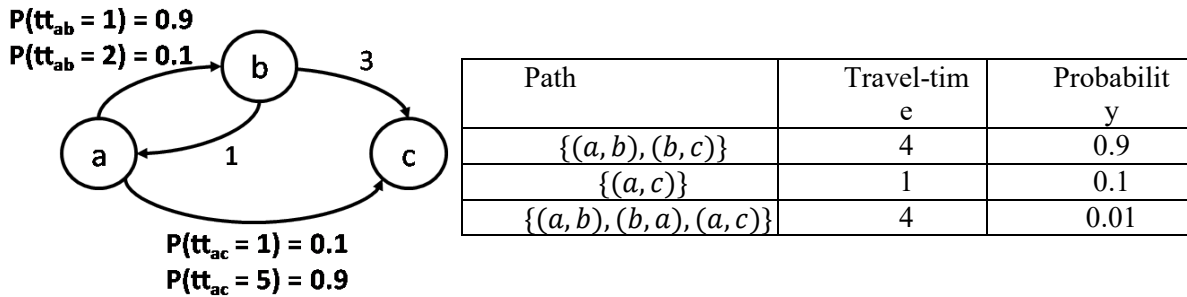 P(tt_ab = 1) = 0.9
P(tt_ab = 2) = 0.1
b
3
a
1
c
P(tt_ac = 1) = 0.1
P(tt_ac = 5) = 0.9
Path Travel-tim Probabilit
e y
{(a, b), (b, c)} 4 0.9
{(a, c)} 1 0.1
{(a, b), (b, a), (a, c)} 4 0.01